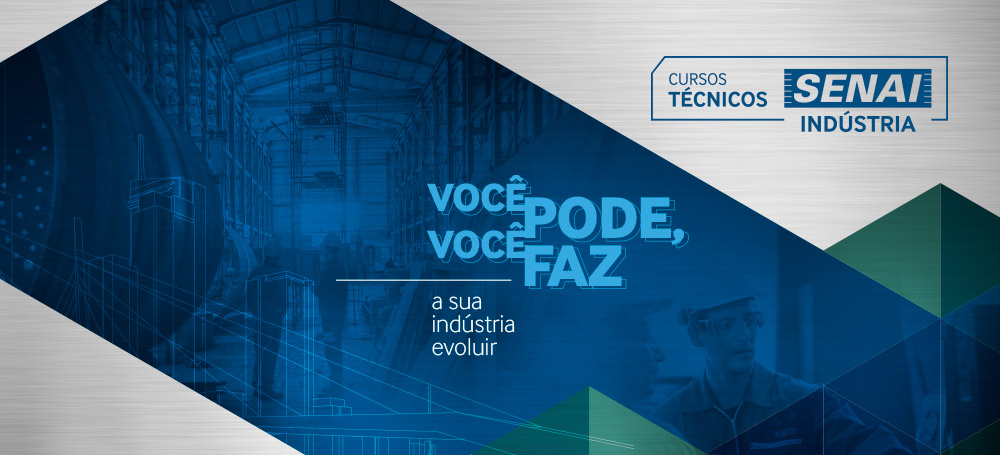 CURSOS
TÉCNICOS
SENAI
INDÚSTRIA
VOCÊ PODE,
VOCÊ FAZ
a sua
indústria
evoluir